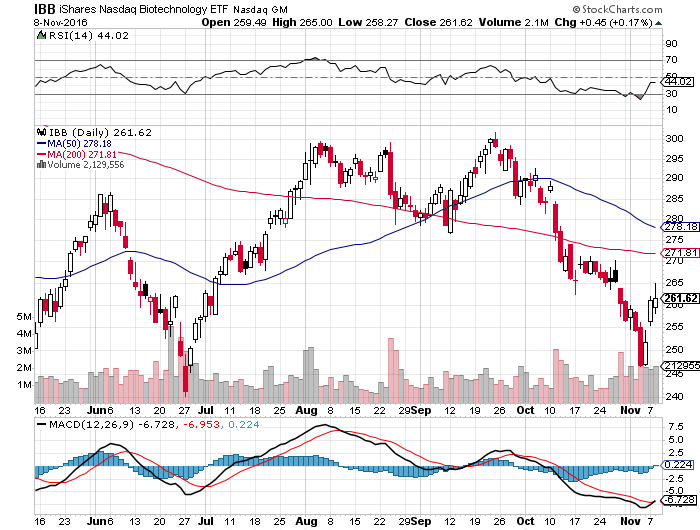 IBB iShares Nasdaq Biotechnology ETF Nasdaq GM © StockCharts.com
8-Nov-2016 Open 259.49 High 265.00 Low 258.27 Close 261.62 Volume 2.1M Chg +0.45 (+0.17%)
RSI(14) 44.02
90
70
50
44.02
30
10
IBB (Daily) 261.62
MA(50) 278.18
MA(200) 271.81
Volume 2,129,556
300
295
290
285
280
278.18
275
271.81
270
265
261.62
255
250
245
240
2129556
5M
4M
3M
2M
1M
16 23 Jun 6 13 20 27 Jul 11 18 25 Aug 8 15 22 29 Sep 12 19 26 Oct 10 17 24 Nov 7
MACD(12,26,9) -6.728, -6.953, 0.224
7.5
5.0
2.5
0.224
-2.5
-5.0
-6.728
16 23 Jun 6 13 20 27 Jul 11 18 25 Aug 8 15 22 29 Sep 12 19 26 Oct 10 17 24 Nov 7